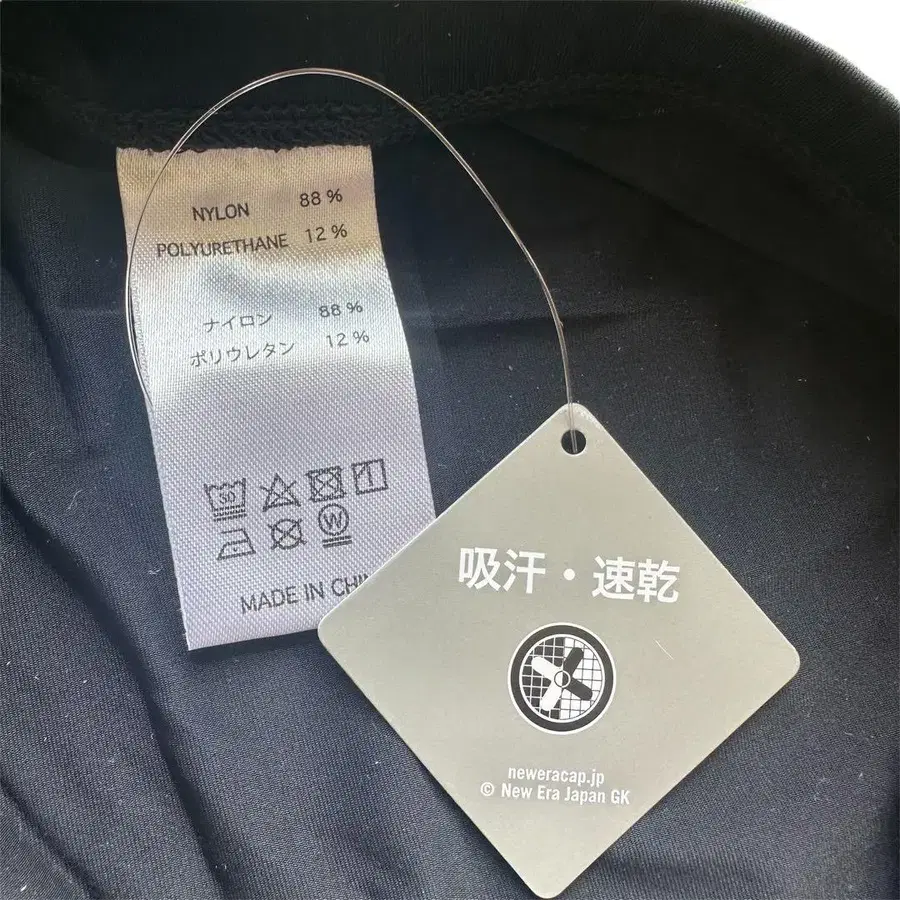 NYLON 88 %
POLYURETHANE 12 %
ナイロン 88 %
ポリウレタン 12 %
30
W
MADE IN
吸汗・速乾
neweracap.jp
© New Era Japan GK